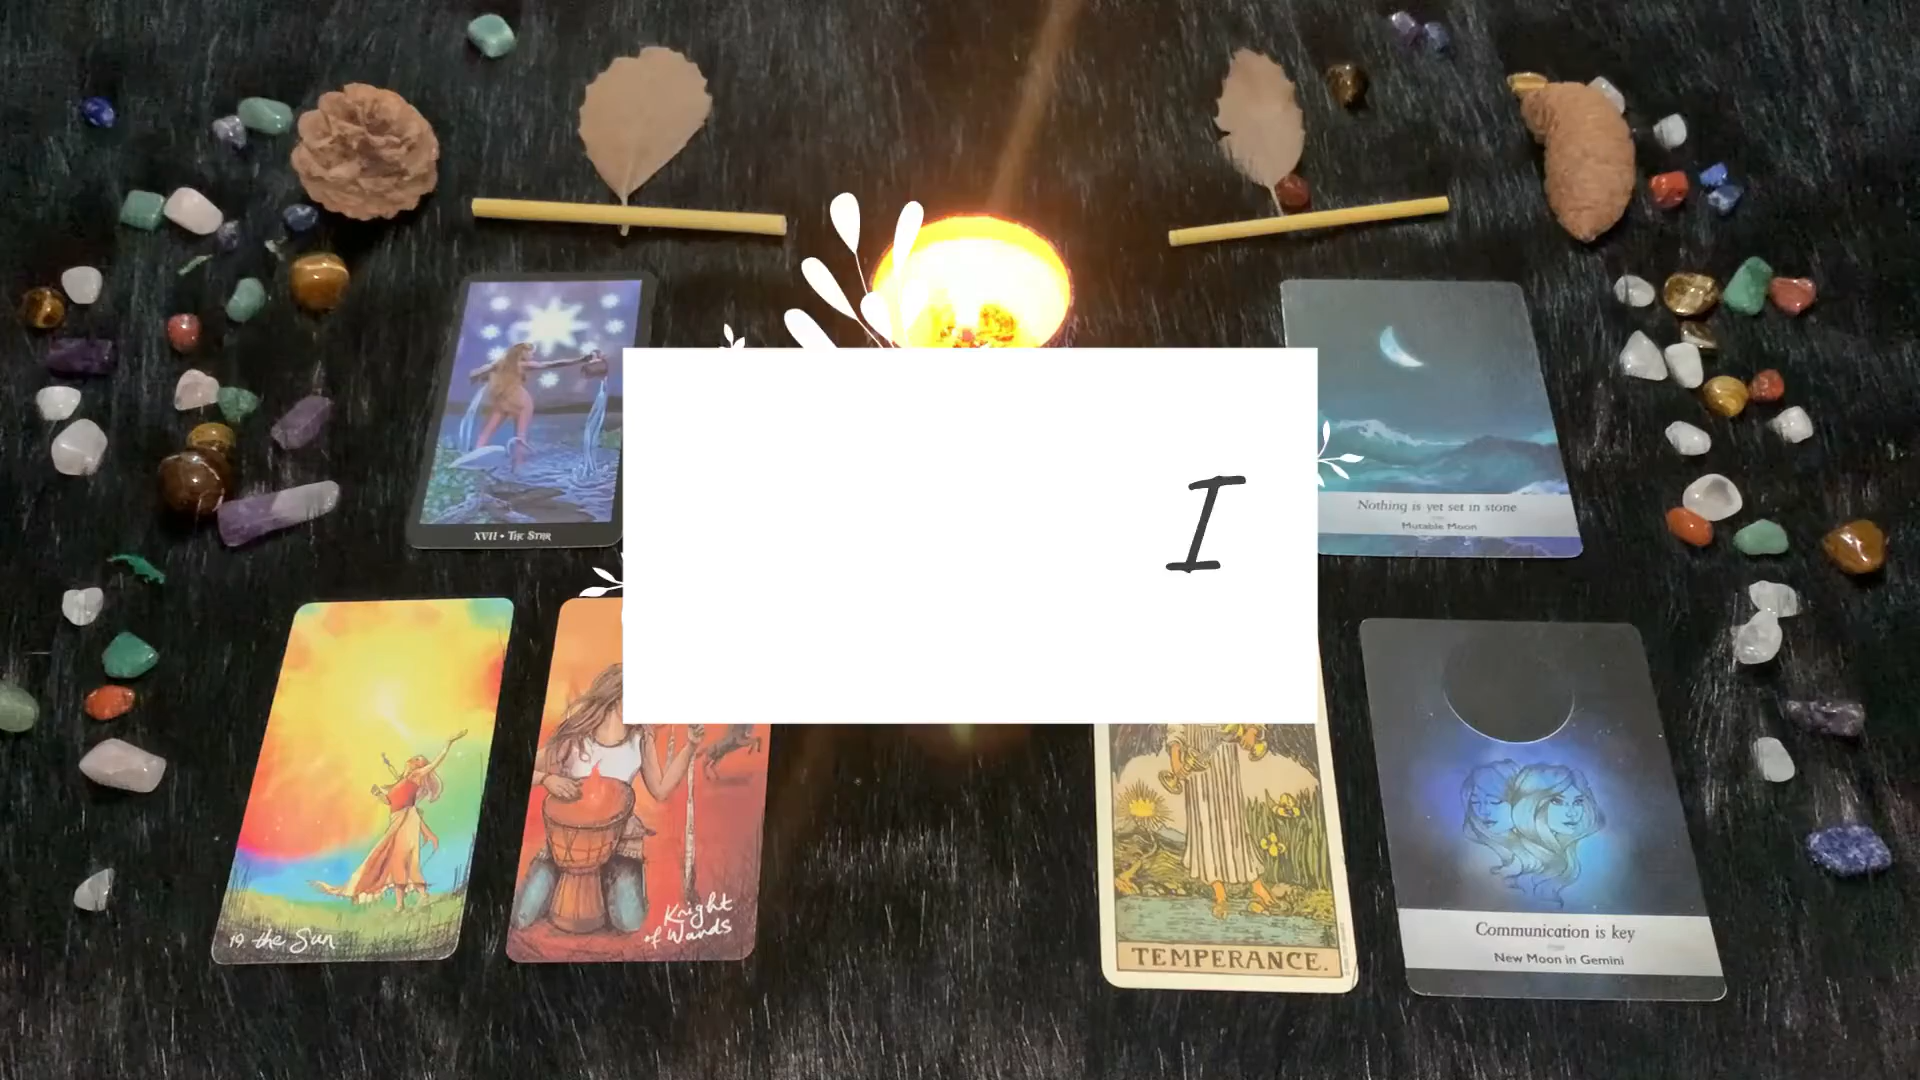 I
XVII • The Star
Nothing is yet set in stone
Mutable Moon
19 the Sun
Knight
of Wands
TEMPERANCE.
Communication is key
New Moon in Gemini